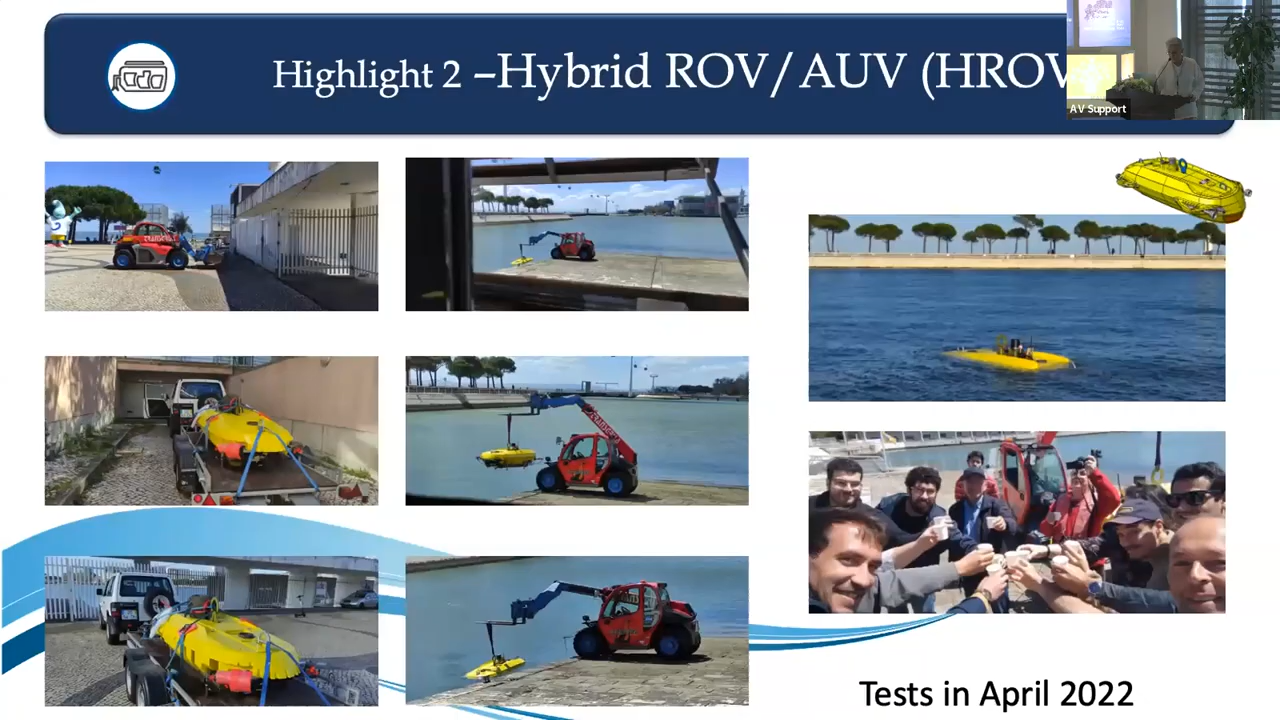 Highlight 2 –Hybrid ROV/AUV (HROV
AV Support
Tests in April 2022